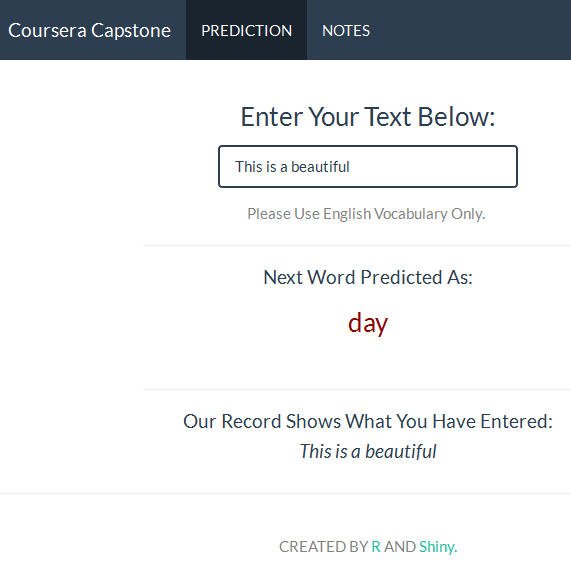 Coursera Capstone PREDICTION NOTES
Enter Your Text Below:
This is a beautiful
Please Use English Vocabulary Only.
Next Word Predicted As:
day
Our Record Shows What You Have Entered:
This is a beautiful
CREATED BY R AND Shiny.